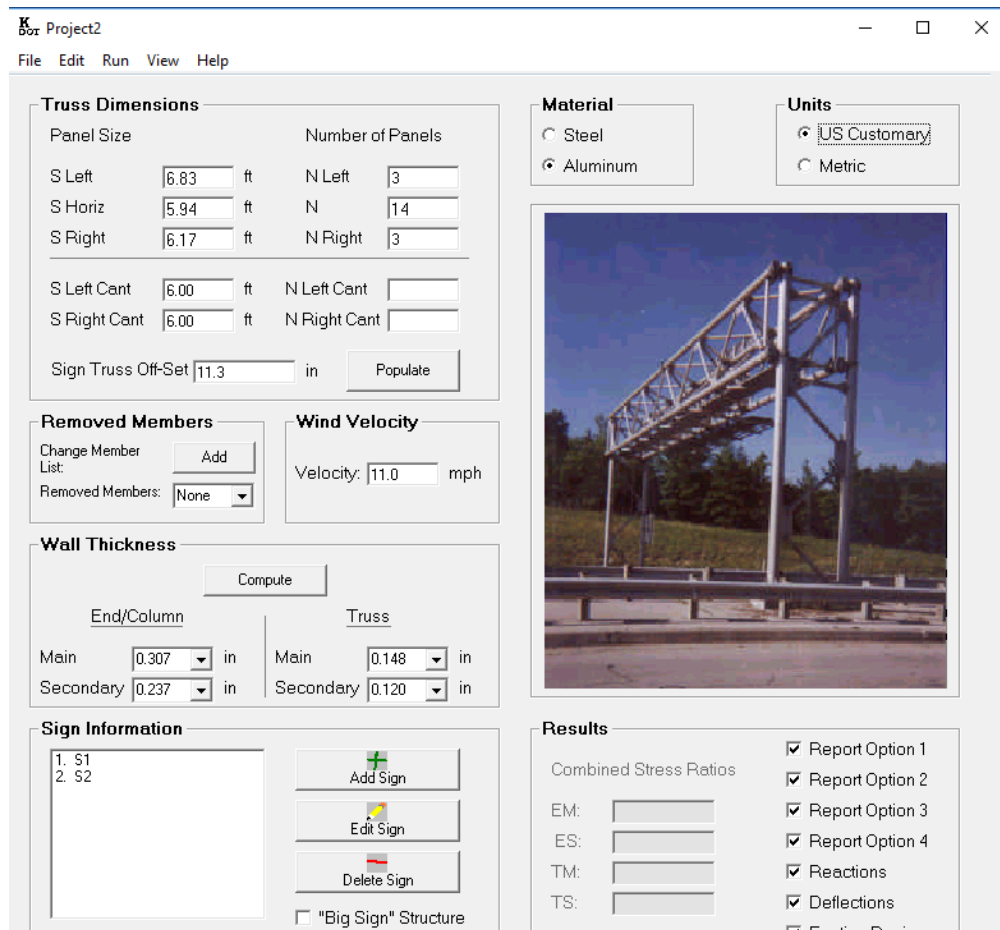 K DOT Project2
File Edit Run View Help
Truss Dimensions
Panel Size Number of Panels
S Left 6.83 ft N Left 3
S Horiz 5.94 ft N 14
S Right 6.17 ft N Right 3
S Left Cant 6.00 ft N Left Cant
S Right Cant 6.00 ft N Right Cant
Sign Truss Off-Set 11.3 in Populate
Material
Steel
Aluminum
Units
US Customary
Metric
Removed Members
Change Member
List:
Add
Removed Members: None
Wind Velocity
Velocity: 11.0 mph
Wall Thickness
Compute
End/Column Truss
Main 0.307 in Main 0.148 in
Secondary 0.237 in Secondary 0.120 in
Sign Information
1. S1
2. S2
Add Sign
Edit Sign
Delete Sign
"Big Sign" Structure
Results
Combined Stress Ratios
EM:
ES:
TM:
TS:
Report Option 1
Report Option 2
Report Option 3
Report Option 4
Reactions
Deflections